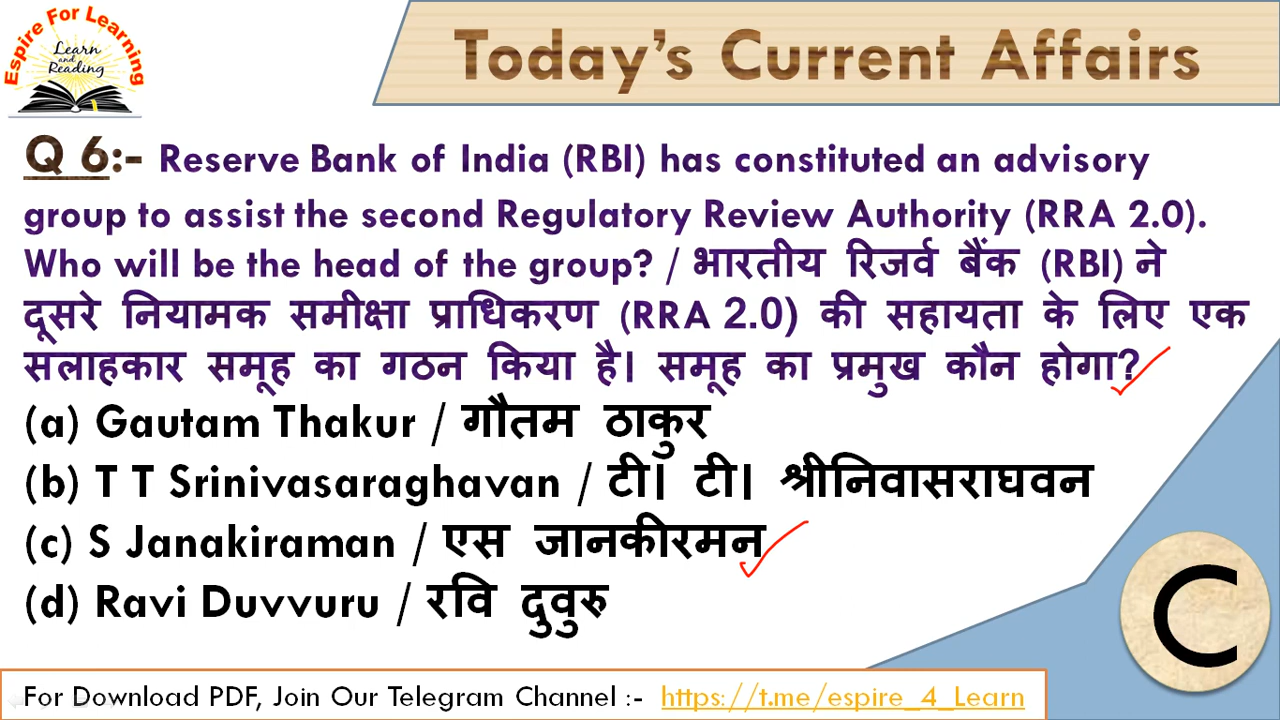 Espire For Learning
Learn
and
Reading
Today's Current Affairs
Q 6:- Reserve Bank of India (RBI) has constituted an advisory
group to assist the second Regulatory Review Authority (RRA 2.0).
Who will be the head of the group? / भारतीय रिजर्व बैंक (RBI) ने
दूसरे नियामक समीक्षा प्राधिकरण (RRA 2.0) की सहायता के लिए एक
सलाहकार समूह का गठन किया है। समूह का प्रमुख कौन होगा?
(a) Gautam Thakur / गौतम ठाकुर
(b) T T Srinivasaraghavan / टी। टी। श्रीनिवासराघवन
(c) S Janakiraman / एस जानकीरमन
(d) Ravi Duvvuru / रवि दुवुरु
C
For Download PDF, Join Our Telegram Channel :- https://t.me/espire_4_Learn